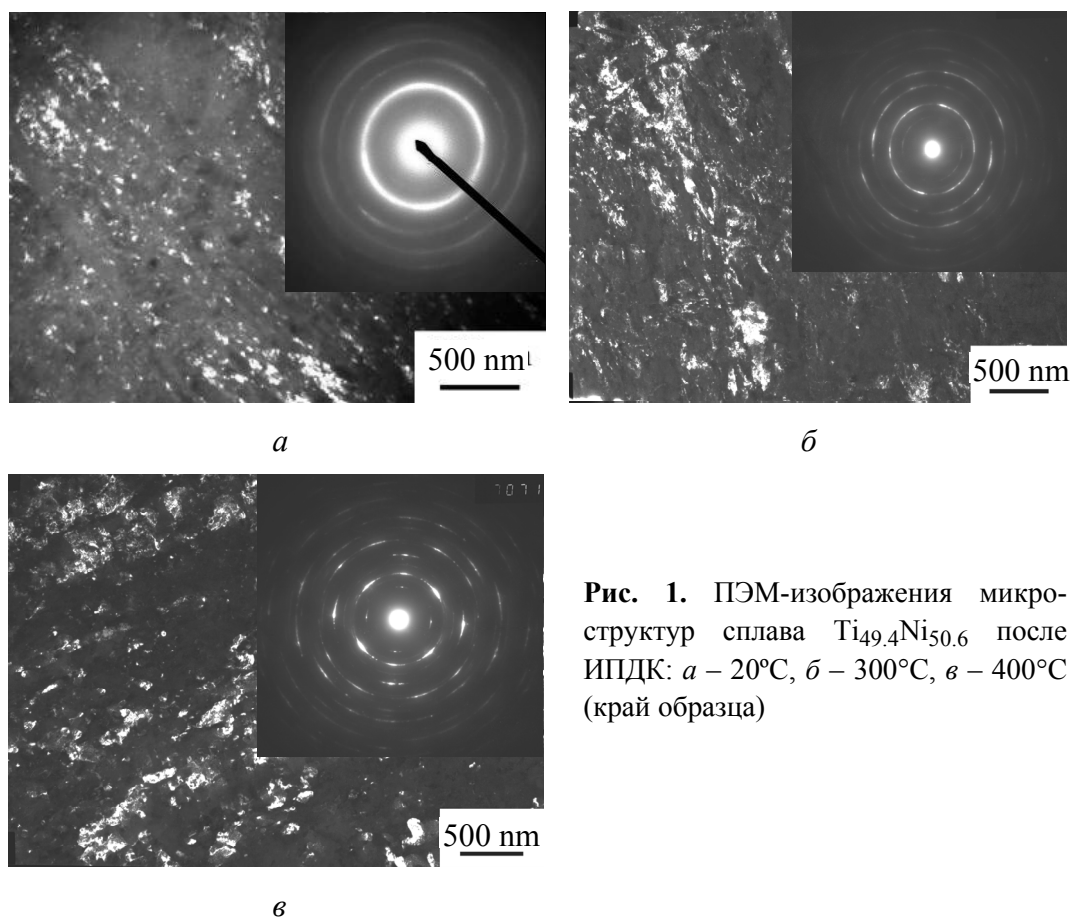 500 nm
500 nm
а
б
7071
500 nm
в
Рис. 1. ПЭМ-изображения микро-
структур сплава Ti49.4Ni50.6 после
ИПДК: а – 20ºС, б – 300°С, в – 400°С
(край образца)